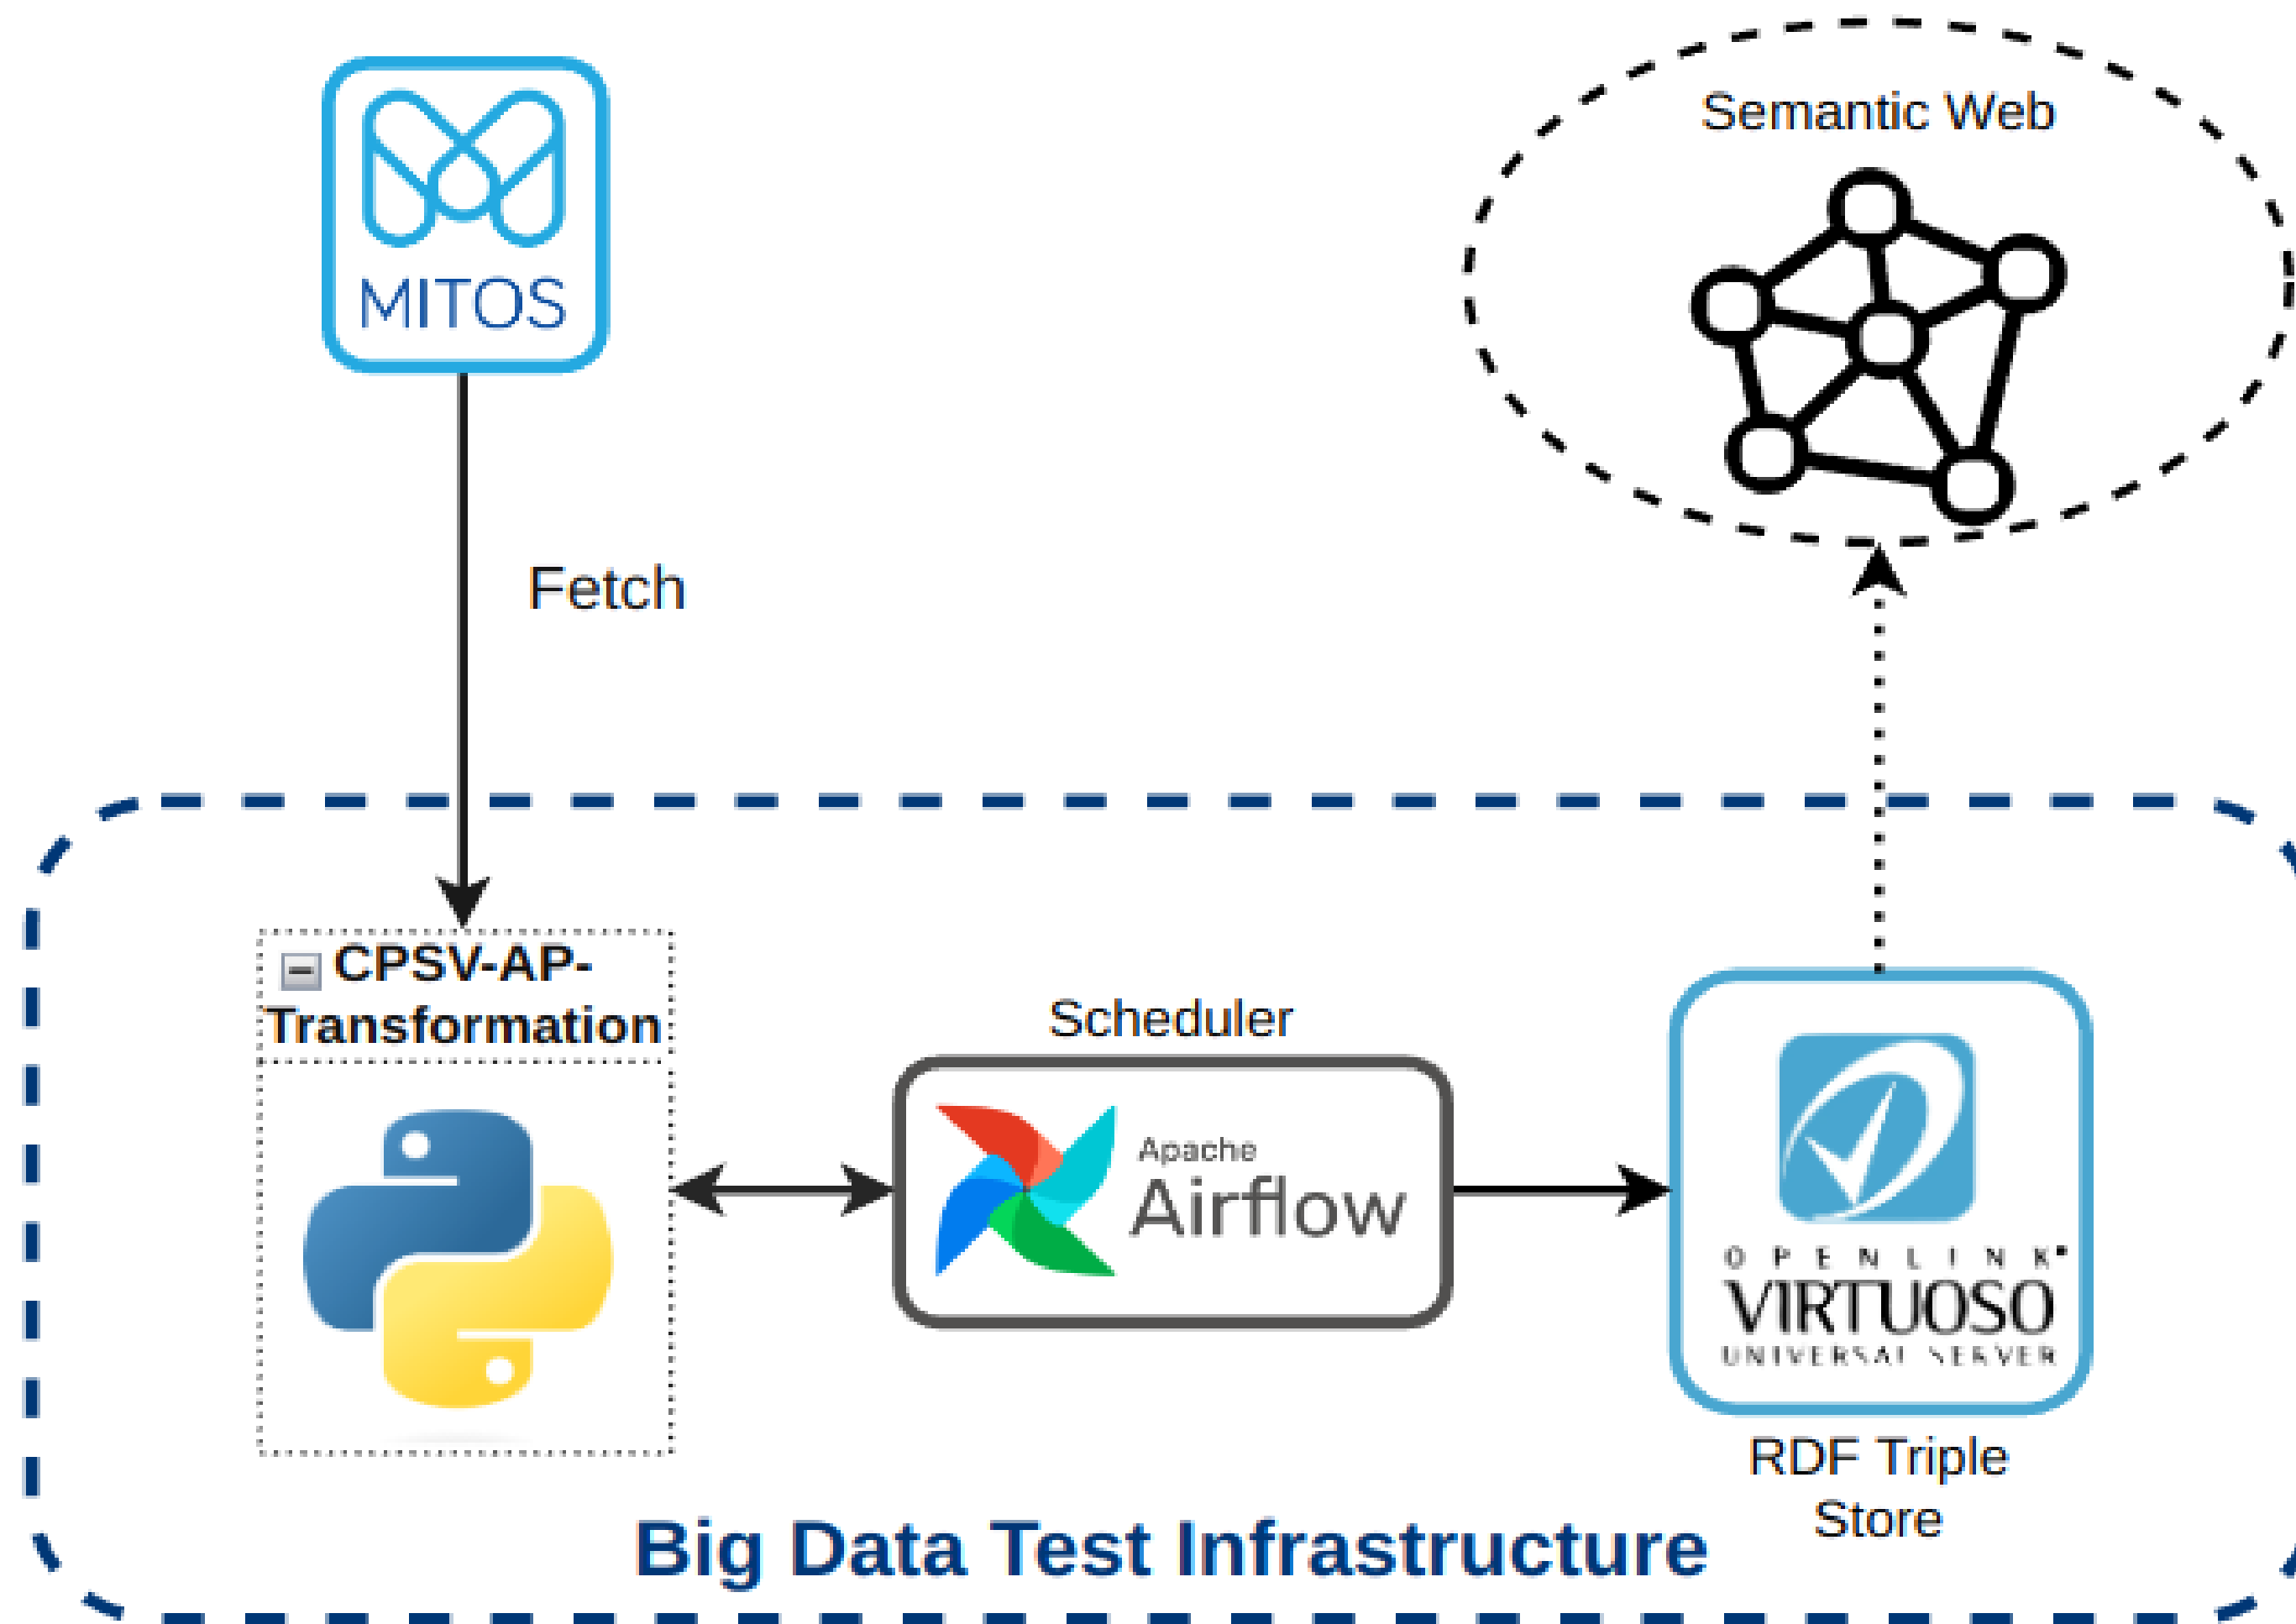 Semantic Web
MITOS
Fetch
CPSV-AP-
Transformation
Scheduler
Apache
Airflow
OPENLINK
VIRTUOSO
UNIVERSAL SERVER
RDF Triple
Store
Big Data Test Infrastructure